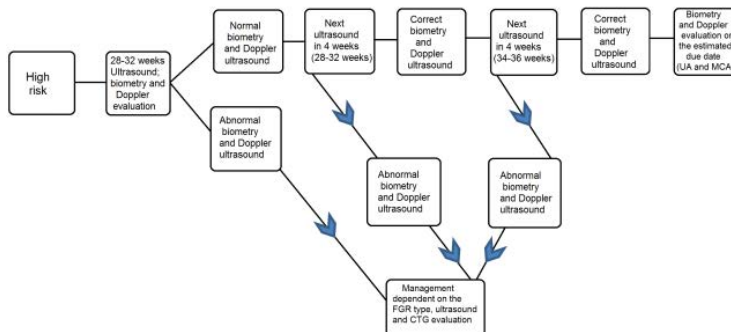 High
risk
28-32 weeks
Ultrasound;
biometry and
Doppler
evaluation
Normal
biometry
and Doppler
ultrasound
Abnormal
biometry
and Doppler
ultrasound
Next
ultrasound
in 4 weeks
(28-32 weeks)
Correct
biometry
and Doppler
ultrasound
Next
ultrasound
in 4 weeks
(34-36 weeks)
Correct
biometry
and Doppler
ultrasound
Biometry
and Doppler
evaluation on
the estimated
due date
(UA and MCA)
Abnormal
biometry
and Doppler
ultrasound
Abnormal
biometry
and Doppler
ultrasound
Management
dependent on the
FGR type, ultrasound
and CTG evaluation